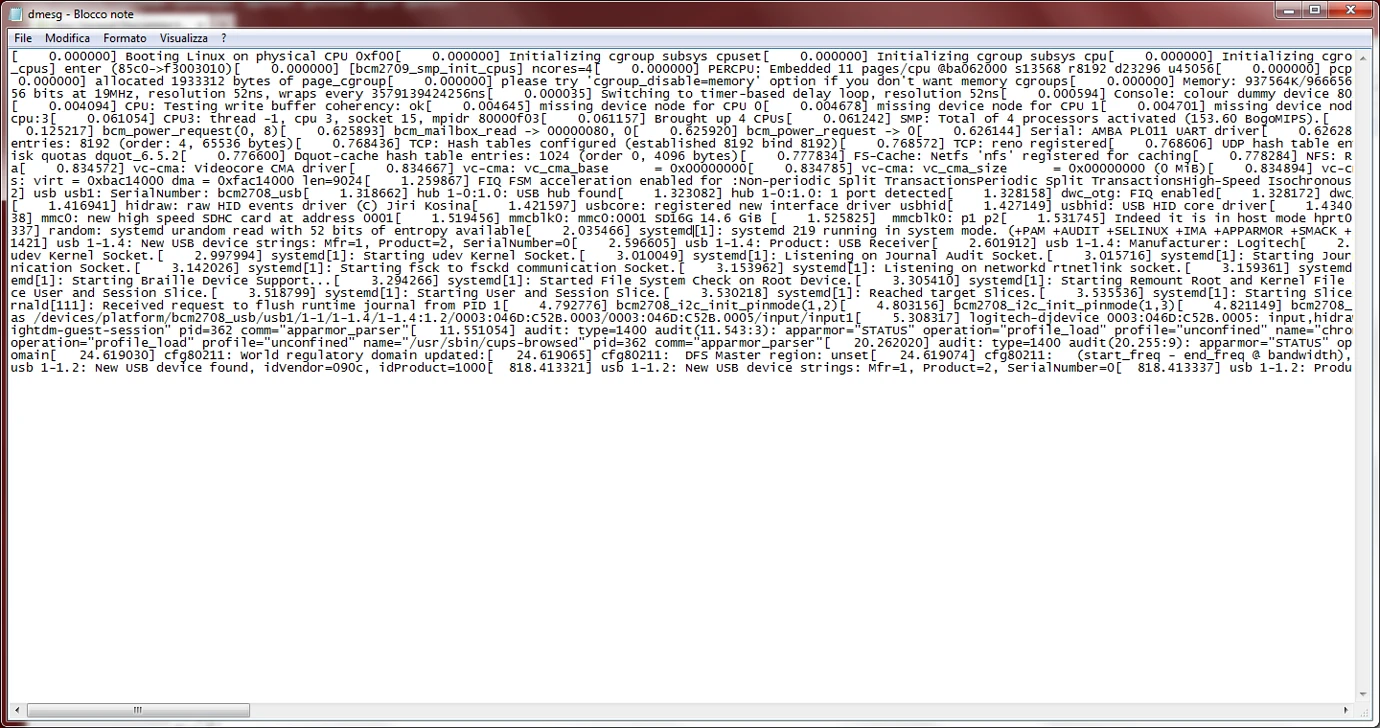 dmesg - Blocco note
File Modifica Formato Visualizza ?
[    0.000000] Booting Linux on physical CPU 0xf00[    0.000000] Initializing cgroup subsys cpuset[    0.000000] Initializing cgroup subsys cpu[    0.000000] Initializing cgro
_cpus] enter (85c0->f3003010)[    0.000000] [bcm2709_smp_init_cpus] ncores=4[    0.000000] PERCPU: Embedded 11 pages/cpu @ba062000 s13568 r8192 d23296 u45056[    0.000000] pcp
 0.000000] allocated 1933312 bytes of page_cgroup[    0.000000] please try 'cgroup_disable=memory' option if you don't want memory cgroups[    0.000000] Memory: 937564K/966656
56 bits at 19MHz, resolution 52ns, wraps every 3579139424256ns[    0.000035] Switching to timer-based delay loop, resolution 52ns[    0.000594] Console: colour dummy device 80
[    0.004094] CPU: Testing write buffer coherency: ok[    0.004645] missing device node for CPU 0[    0.004678] missing device node for CPU 1[    0.004701] missing device nod
Cpu:3[    0.061054] CPU3: thread -1, cpu 3, socket 15, mpidr 80000f03[    0.061157] Brought up 4 CPUs[    0.061242] SMP: Total of 4 processors activated (153.60 BogoMIPS).[
  0.125217] bcm_power_request(0, 8)[    0.625893] bcm_mailbox_read -> 00000080, 0[    0.625920] bcm_power_request -> 0[    0.626144] Serial: AMBA PL011 UART driver[    0.62628
entries: 8192 (order: 4, 65536 bytes)[    0.768436] TCP: Hash tables configured (established 8192 bind 8192)[    0.768572] TCP: reno registered[    0.768606] UDP hash table en
isk quotas dquot_6.5.2[    0.776600] Dquot-cache hash table entries: 1024 (order 0, 4096 bytes)[    0.777834] FS-Cache: Netfs 'nfs' registered for caching[    0.778284] NFS: R
a[    0.834572] vc-cma: Videocore CMA driver[    0.834667] vc-cma: vc_cma_base      = 0x00000000[    0.834785] vc-cma: vc_cma_size      = 0x00000000 (0 MiB)[    0.834894] vc-c
s: virt = 0xbac14000 dma = 0xfac14000 len=9024[    1.259867] FIQ FSM acceleration enabled for :Non-periodic Split TransactionsPeriodic Split TransactionsHigh-Speed Isochronous
2] usb usb1: SerialNumber: bcm2708_usb[    1.318662] hub 1-0:1.0: USB hub found[    1.323082] hub 1-0:1.0: 1 port detected[    1.328158] dwc_otg: FIQ enabled[    1.328172] dwc_
[    1.416941] hidraw: raw HID events driver (C) Jiri Kosina[    1.421597] usbcore: registered new interface driver usbhid[    1.427149] usbhid: USB HID core driver[    1.4340
38] mmc0: new high speed SDHC card at address 0001[    1.519456] mmcblk0: mmc0:0001 SD16G 14.6 GiB [    1.525825]  mmcblk0: p1 p2[    1.531745] Indeed it is in host mode hprt0
337] random: systemd urandom read with 52 bits of entropy available[    2.035466] systemd[1]: systemd 219 running in system mode. (+PAM +AUDIT +SELINUX +IMA +APPARMOR +SMACK +
1421] usb 1-1.4: New USB device strings: Mfr=1, Product=2, SerialNumber=0[    2.596605] usb 1-1.4: Product: USB Receiver[    2.601912] usb 1-1.4: Manufacturer: Logitech[    2.
udev Kernel Socket.[    2.997994] systemd[1]: Starting udev Kernel Socket.[    3.010049] systemd[1]: Listening on Journal Audit Socket.[    3.015716] systemd[1]: Starting Jour
nication Socket.[    3.142026] systemd[1]: Starting fsck to fsckd communication Socket.[    3.153962] systemd[1]: Listening on networkd rtnetlink socket.[    3.159361] systemd
emd[1]: Starting Braille Device Support...[    3.294266] systemd[1]: Started File System Check on Root Device.[    3.305410] systemd[1]: Starting Remount Root and Kernel File
ce User and Session Slice.[    3.518799] systemd[1]: Starting User and Session Slice.[    3.530218] systemd[1]: Reached target Slices.[    3.535536] systemd[1]: Starting Slice
rnald[111]: Received request to flush runtime journal from PID 1[    4.792776] bcm2708_i2c_init_pinmode(1,2)[    4.803156] bcm2708_i2c_init_pinmode(1,3)[    4.821149] bcm2708_
as /devices/platform/bcm2708_usb/usb1/1-1/1-1.4/1-1.4:1.2/0003:046D:C52B.0003/0003:046D:C52B.0005/input/input1[    5.308317] logitech-djdevice 0003:046D:C52B.0005: input,hidra
ightdm-guest-session" pid=362 comm="apparmor_parser"[   11.551054] audit: type=1400 audit(11.543:3): apparmor="STATUS" operation="profile_load" profile="unconfined" name="chro
operation="profile_load" profile="unconfined" name="/usr/sbin/cups-browsed" pid=362 comm="apparmor_parser"[   20.262020] audit: type=1400 audit(20.255:9): apparmor="STATUS" op
omain[   24.619030] cfg80211: World regulatory domain updated:[   24.619065] cfg80211:  DFS Master region: unset[   24.619074] cfg80211:   (start_freq - end_freq @ bandwidth),
usb 1-1.2: New USB device found, idVendor=090c, idProduct=1000[  818.413321] usb 1-1.2: New USB device strings: Mfr=1, Product=2, SerialNumber=0[  818.413337] usb 1-1.2: Produ